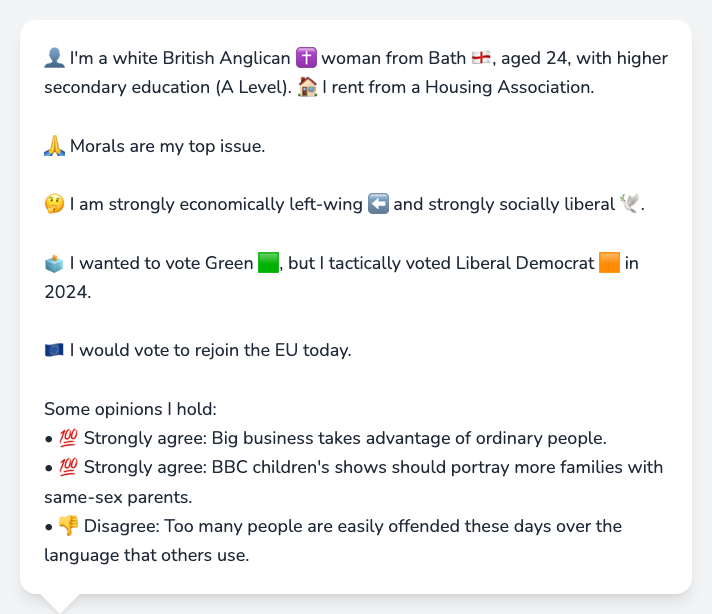 👤 I'm a white British Anglican ✝️ woman from Bath 🏴󠁧󠁢󠁥󠁮󠁧󠁿, aged 24, with higher
secondary education (A Level). 🏠 I rent from a Housing Association.
🙏 Morals are my top issue.
🤔 I am strongly economically left-wing ⬅️ and strongly socially liberal 🕊️.
🗳️ I wanted to vote Green 🟩, but I tactically voted Liberal Democrat 🟧 in
2024.
🇪🇺 I would vote to rejoin the EU today.
Some opinions I hold:
• 💯 Strongly agree: Big business takes advantage of ordinary people.
• 💯 Strongly agree: BBC children's shows should portray more families with
same-sex parents.
• 👎 Disagree: Too many people are easily offended these days over the
language that others use.